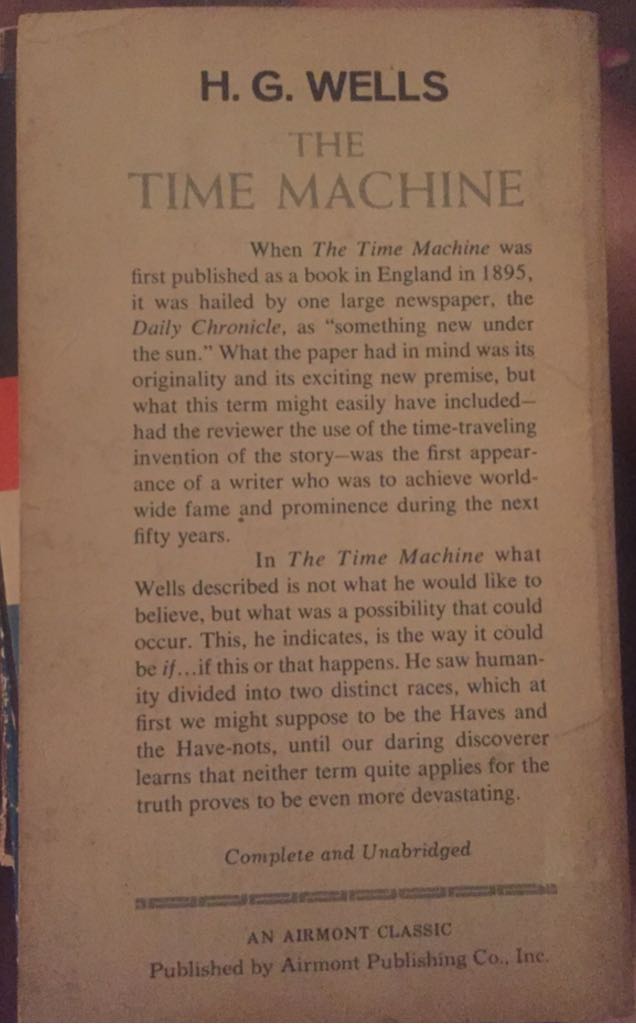 H. G. WELLS
THE
TIME MACHINE
When The Time Machine was
first published as a book in England in 1895,
it was hailed by one large newspaper, the
Daily Chronicle, as “something new under
the sun.” What the paper had in mind was its
originality and its exciting new premise, but
what this term might easily have included—
had the reviewer the use of the time-traveling
invention of the story—was the first appear-
ance of a writer who was to achieve world-
wide fame and prominence during the next
fifty years.
In The Time Machine what
Wells described is not what he would like to
believe, but what was a possibility that could
occur. This, he indicates, is the way it could
be if...if this or that happens. He saw human-
ity divided into two distinct races, which at
first we might suppose to be the Haves and
the Have-nots, until our daring discoverer
learns that neither term quite applies for the
truth proves to be even more devastating.
Complete and Unabridged
AN AIRMONT CLASSIC
Published by Airmont Publishing Co., Inc.